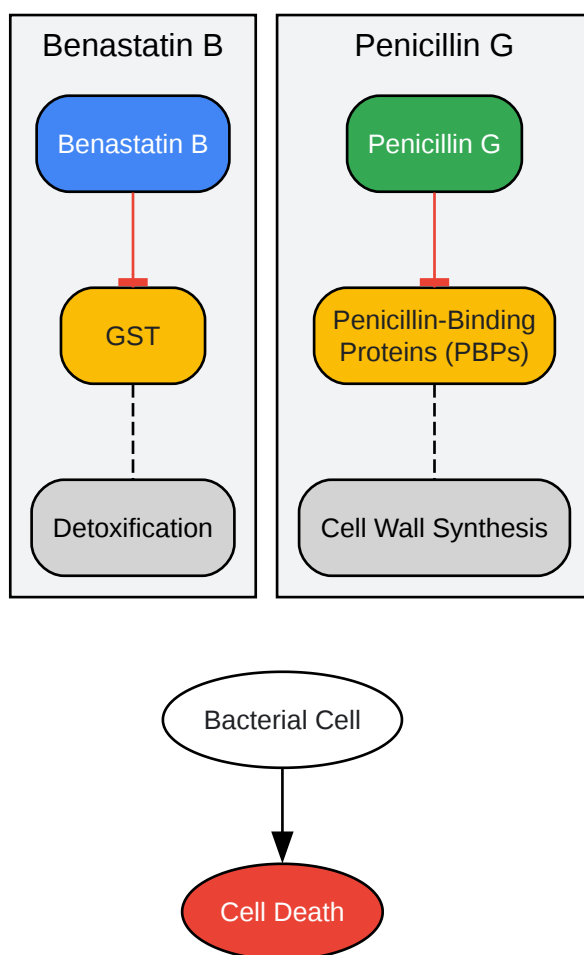 Benastatin B
Penicillin G
Benastatin B
Penicillin G
GST
Penicillin-Binding
Proteins (PBPs)
Detoxification
Cell Wall Synthesis
Bacterial Cell
Cell Death